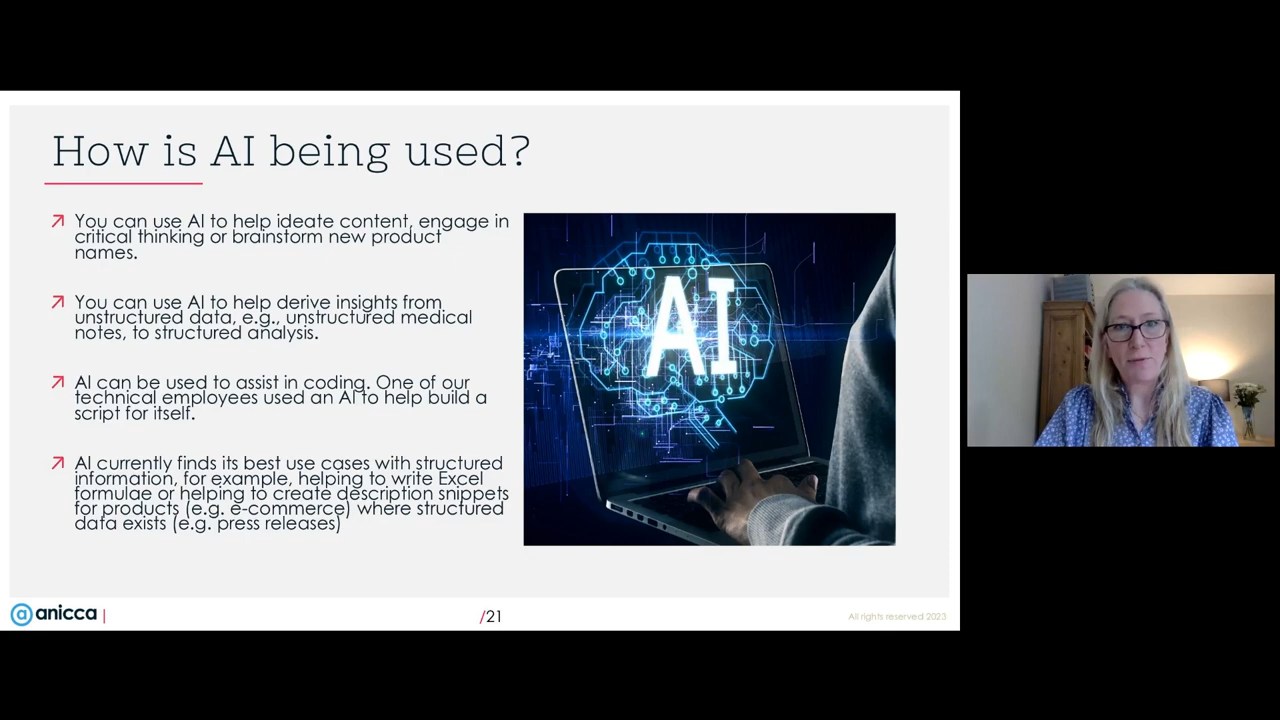 How is AI being used?
You can use AI to help ideate content, engage in
critical thinking or brainstorm new product
names.
You can use AI to help derive insights from
unstructured data, e.g., unstructured medical
notes, to structured analysis.
AI can be used to assist in coding. One of our
technical employees used an AI to help build a
script for itself.
AI currently finds its best use cases with structured
information, for example, helping to write Excel
formulae or helping to create description snippets
for products (e.g. e-commerce) where structured
data exists (e.g. press releases)
AI
@ anicca |
/21
All rights reserved 2023